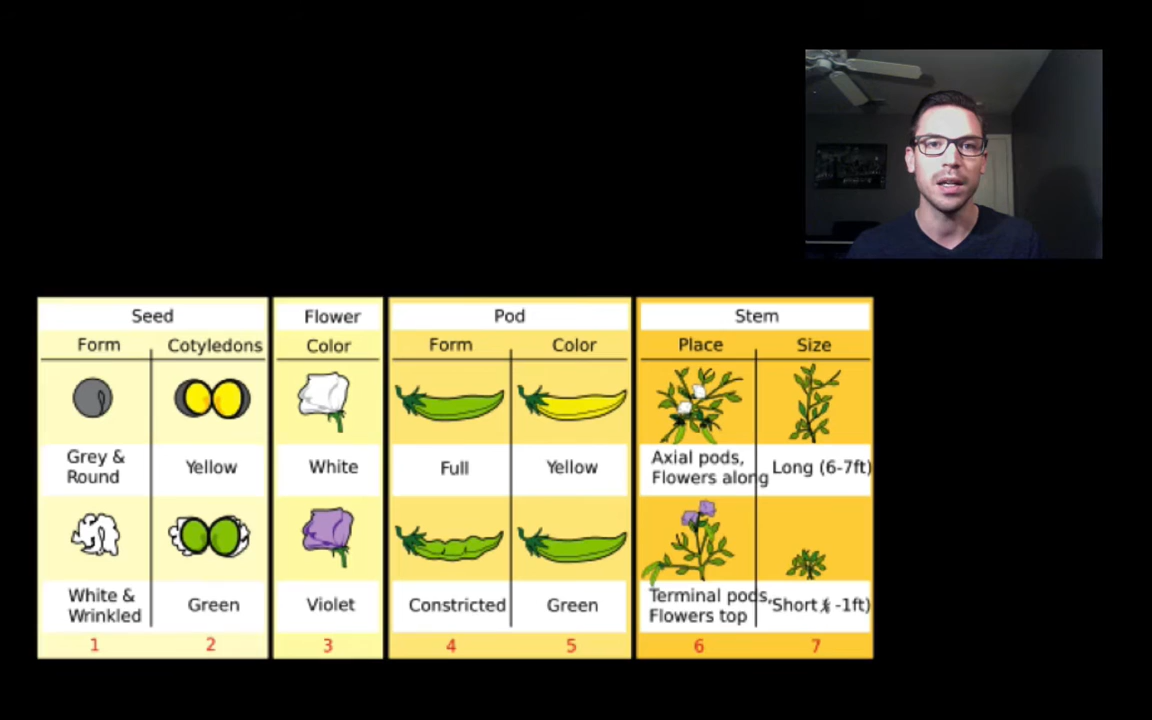 Seed
Flower
Pod
Stem
Form
Cotyledons
Color
Form
Color
Place
Size
Grey &
Round
Yellow
White
Full
Yellow
Axial pods,
Flowers along
Long (6-7ft)
White &
Wrinkled
Green
Violet
Constricted
Green
Terminal pods,
Flowers top
Short -1ft)
1
2
3
4
5
6
7